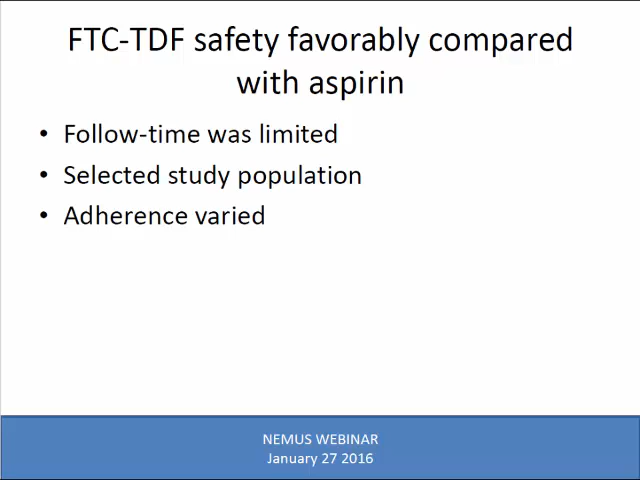 FTC-TDF safety favorably compared
with aspirin
• Follow-time was limited
• Selected study population
• Adherence varied
NEMUS WEBINAR
January 27 2016